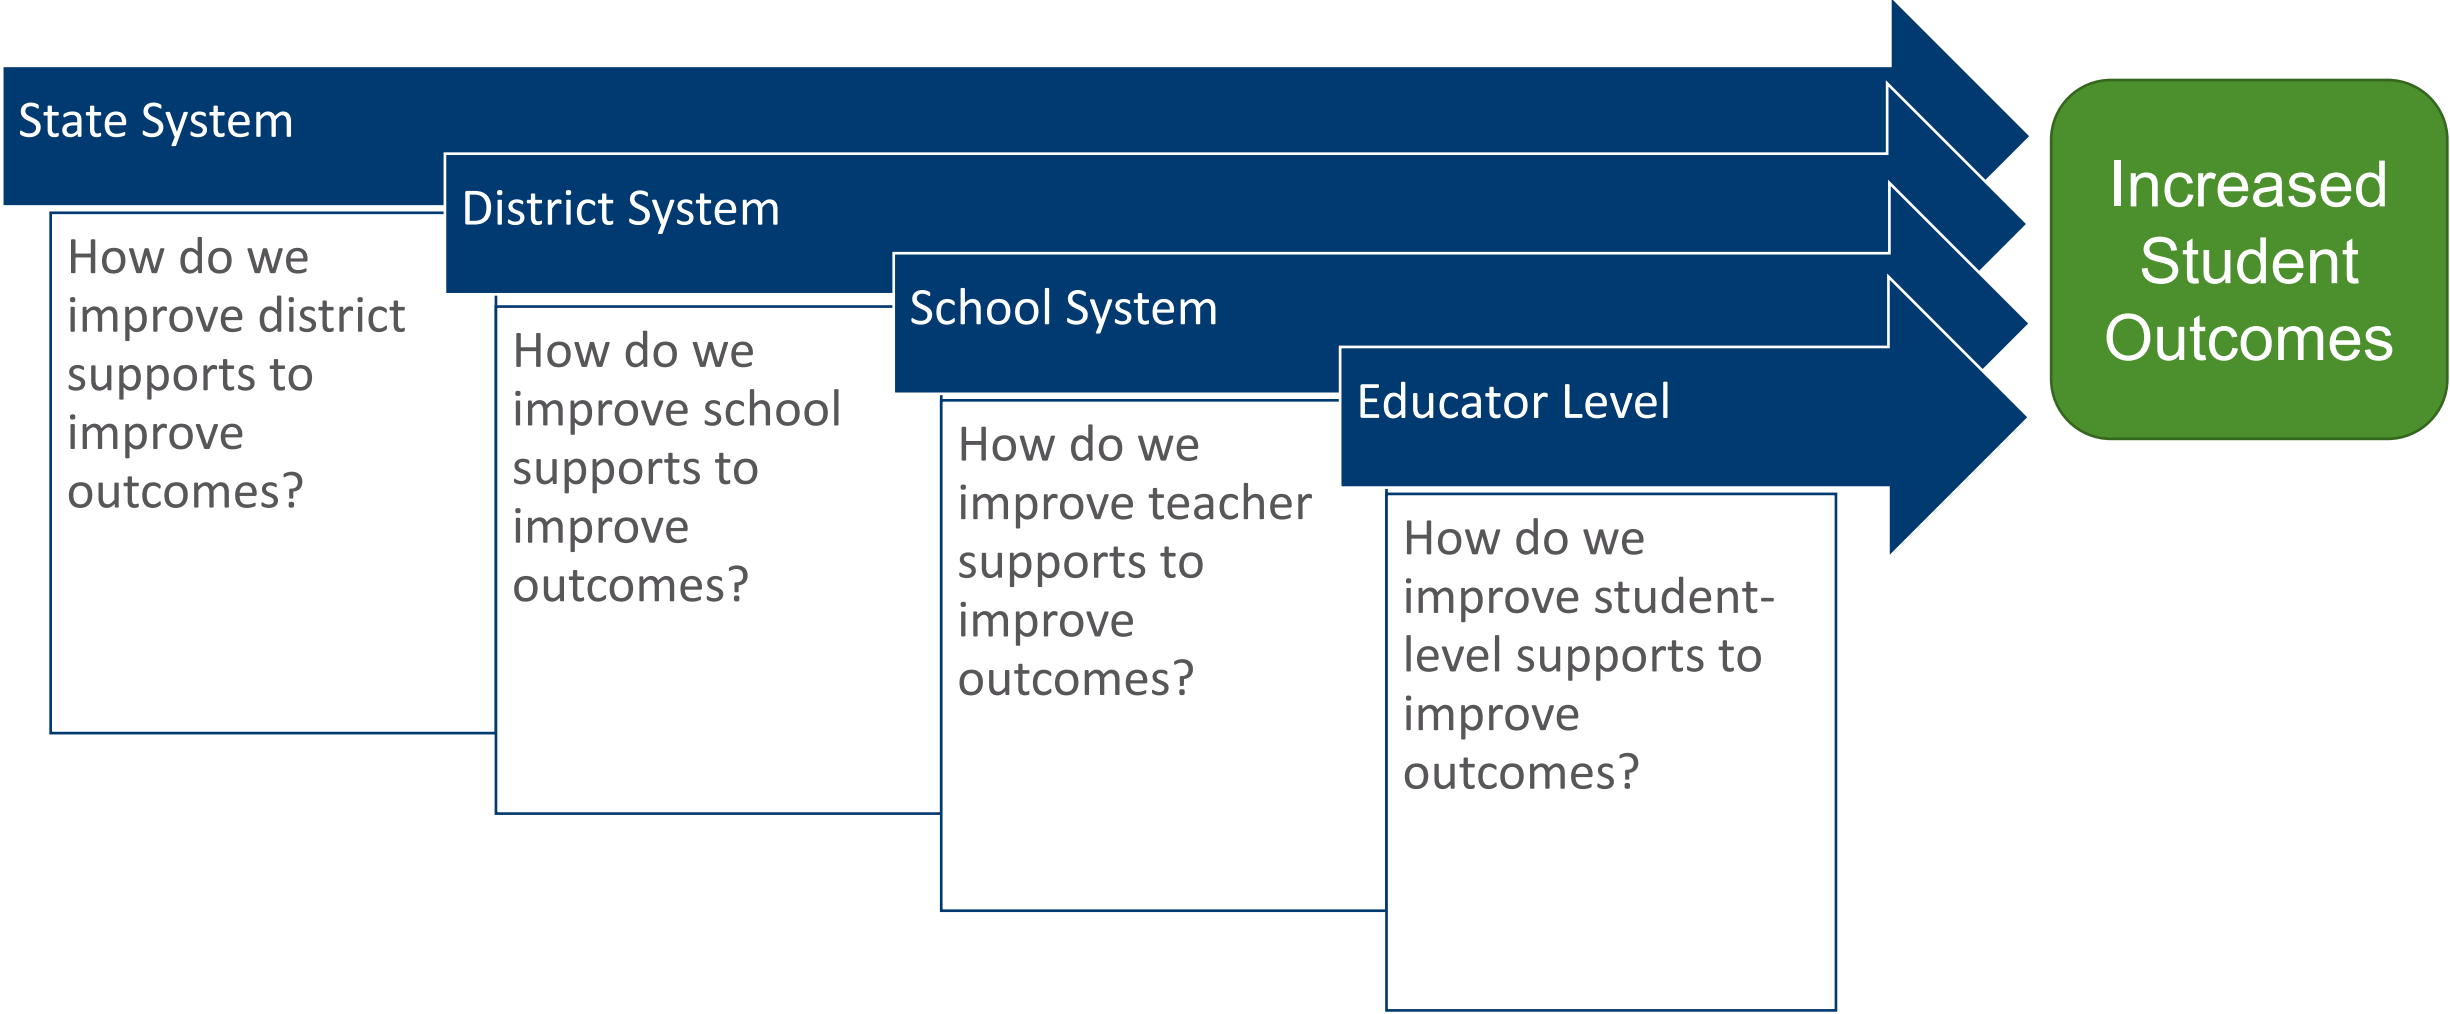 State System
How do we
improve district
supports to
improve
outcomes?
District System
How do we
improve school
supports to
improve
outcomes?
School System
How do we
improve teacher
supports to
improve
outcomes?
Educator Level
How do we
improve student-
level supports to
improve
outcomes?
Increased
Student
Outcomes